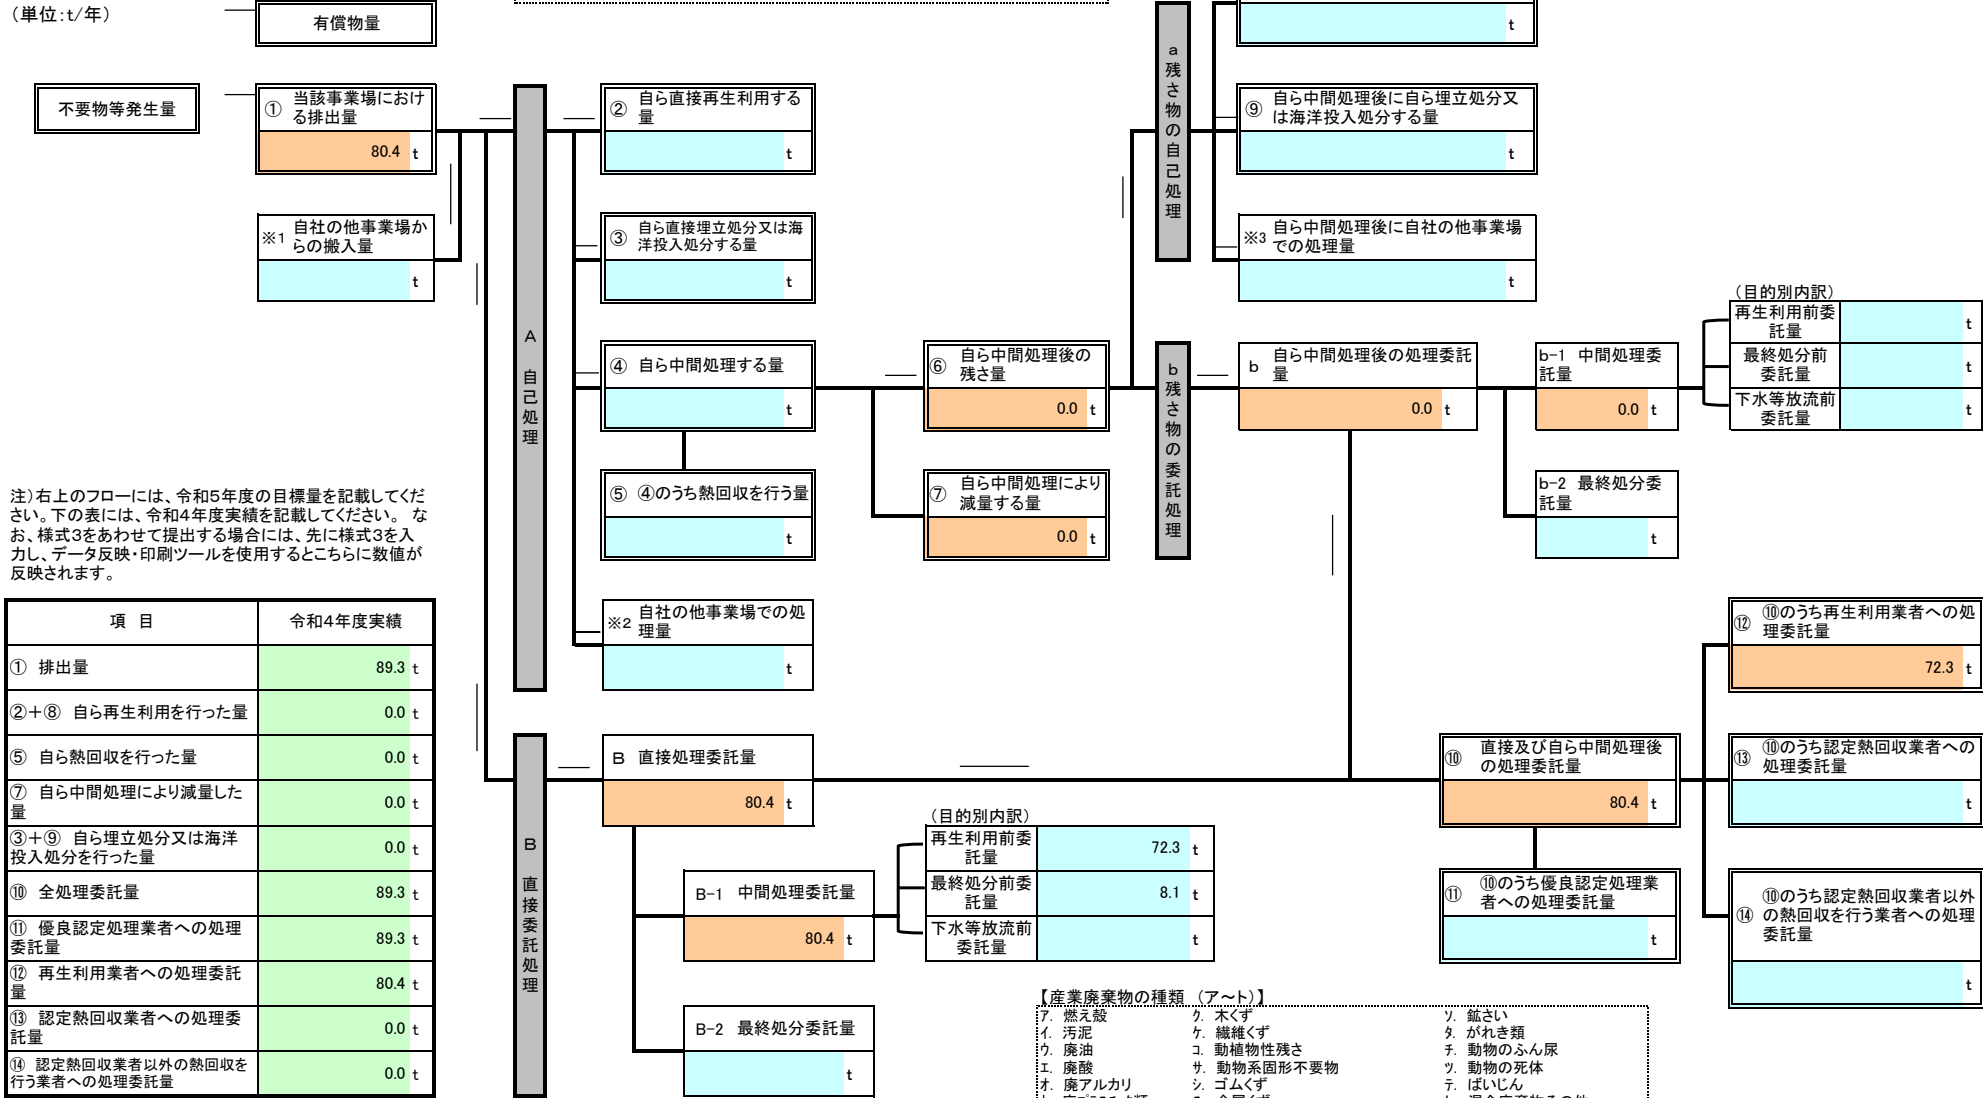 (単位:t/年)
有償物量
不要物等発生量
① 当該事業場におけ
る排出量
80.4 t
※1 自社の他事業場か
らの搬入量
t
A 自己処理
② 自ら直接再生利用する
量
t
③ 自ら直接埋立処分又は海
洋投入処分する量
t
④ 自ら中間処理する量
t
⑤ ④のうち熱回収を行う量
t
※2 自社の他事業場での処
理量
t
⑥ 自ら中間処理後の
残さ量
0.0 t
⑦ 自ら中間処理により
減量する量
0.0 t
a 残さ物の自己処理
t
⑨ 自ら中間処理後に自ら埋立処分又
は海洋投入処分する量
t
※3 自ら中間処理後に自社の他事業場
での処理量
t
b 残さ物の委託処理
b 自ら中間処理後の処理委託
量
0.0 t
b-1 中間処理委
託量
0.0 t
b-2 最終処分委
託量
t
(目的別内訳)
再生利用前委
託量
t
最終処分前
委託量
t
下水等放流前
委託量
t
注)右上のフローには、令和5年度の目標量を記載してくだ
さい。下の表には、令和4年度実績を記載してください。 な
お、様式3をあわせて提出する場合には、先に様式3を入
力し、データ反映・印刷ツールを使用するとこちらに数値が
反映されます。
項 目 令和4年度実績
① 排出量 89.3 t
②+⑧ 自ら再生利用を行った量 0.0 t
⑤ 自ら熱回収を行った量 0.0 t
⑦ 自ら中間処理により減量した
量 0.0 t
③+⑨ 自ら埋立処分又は海洋
投入処分を行った量 0.0 t
⑩ 全処理委託量 89.3 t
⑪ 優良認定処理業者への処理
委託量 89.3 t
⑫ 再生利用業者への処理委託
量 80.4 t
⑬ 認定熱回収業者への処理委
託量 0.0 t
⑭ 認定熱回収業者以外の熱回収を
行う業者への処理委託量 0.0 t
B 直接委託処理
B 直接処理委託量
80.4 t
B-1 中間処理委託量
80.4 t
B-2 最終処分委託量
t
(目的別内訳)
再生利用前委
託量
72.3 t
最終処分前委
託量
8.1 t
下水等放流前
委託量
t
⑩ 直接及び自ら中間処理後
の処理委託量
80.4 t
⑪ ⑩のうち優良認定処理業
者への処理委託量
t
⑫ ⑩のうち再生利用業者への処
理委託量
72.3 t
⑬ ⑩のうち認定熱回収業者への
処理委託量
t
⑭ ⑩のうち認定熱回収業者以外
の熱回収を行う業者への処理
委託量
t
【産業廃棄物の種類 (ア~ト)】
ア. 燃え殻 ク. 木くず ソ. 鉱さい
イ. 汚泥 ケ. 繊維くず タ. がれき類
ウ. 廃油 コ. 動植物性残さ チ. 動物のふん尿
エ. 廃酸 サ. 動物系固形不要物 ツ. 動物の死体
オ. 廃アルカリ シ. ゴムくず テ. ばいじん